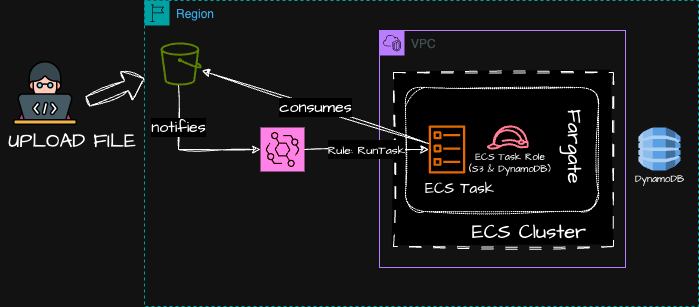 Region
VPC
UPLOAD FILE
</>
consumes
notifies
Rule: RunTask
ECS Task Role
(S3 & DynamoDB)
Fargate
ECS Task
DynamoDB
ECS Cluster